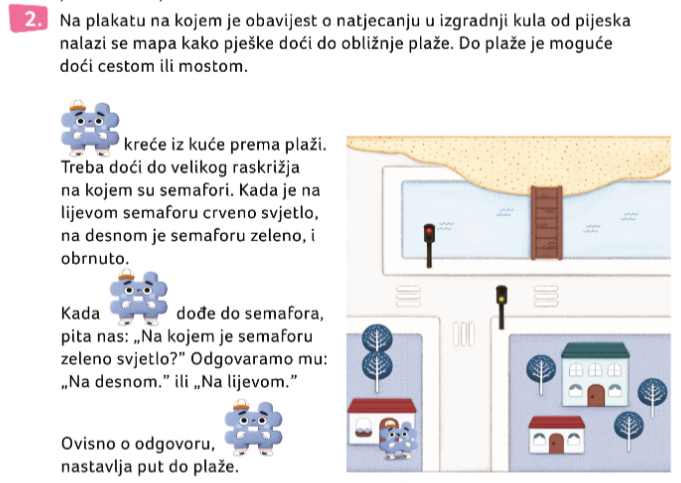 2. Na plakatu na kojem je obavijest o natjecanju u izgradnji kula od pijeska
nalazi se mapa kako pješke doći do obližnje plaže. Do plaže je moguće
doći cestom ili mostom.
kreće iz kuće prema plaži.
Treba doći do velikog raskrižja
na kojem su semafori. Kada je na
lijevom semaforu crveno svjetlo,
na desnom je semaforu zeleno, i
obrnuto.
Kada dođe do semafora,
pita nas: „Na kojem je semaforu
zeleno svjetlo?” Odgovaramo mu:
„Na desnom.” ili „Na lijevom.”
Ovisno o odgovoru,
nastavlja put do plaže.